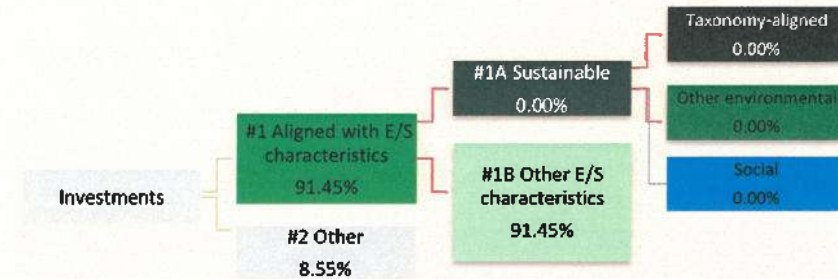 Investments
#1 Aligned with E/S
characteristics
91.45%
#2 Other
8.55%
#1A Sustainable
0.00%
#1B Other E/S
characteristics
91.45%
Taxonomy-aligned
0.00%
Other environmental
0.00%
Social
0.00%